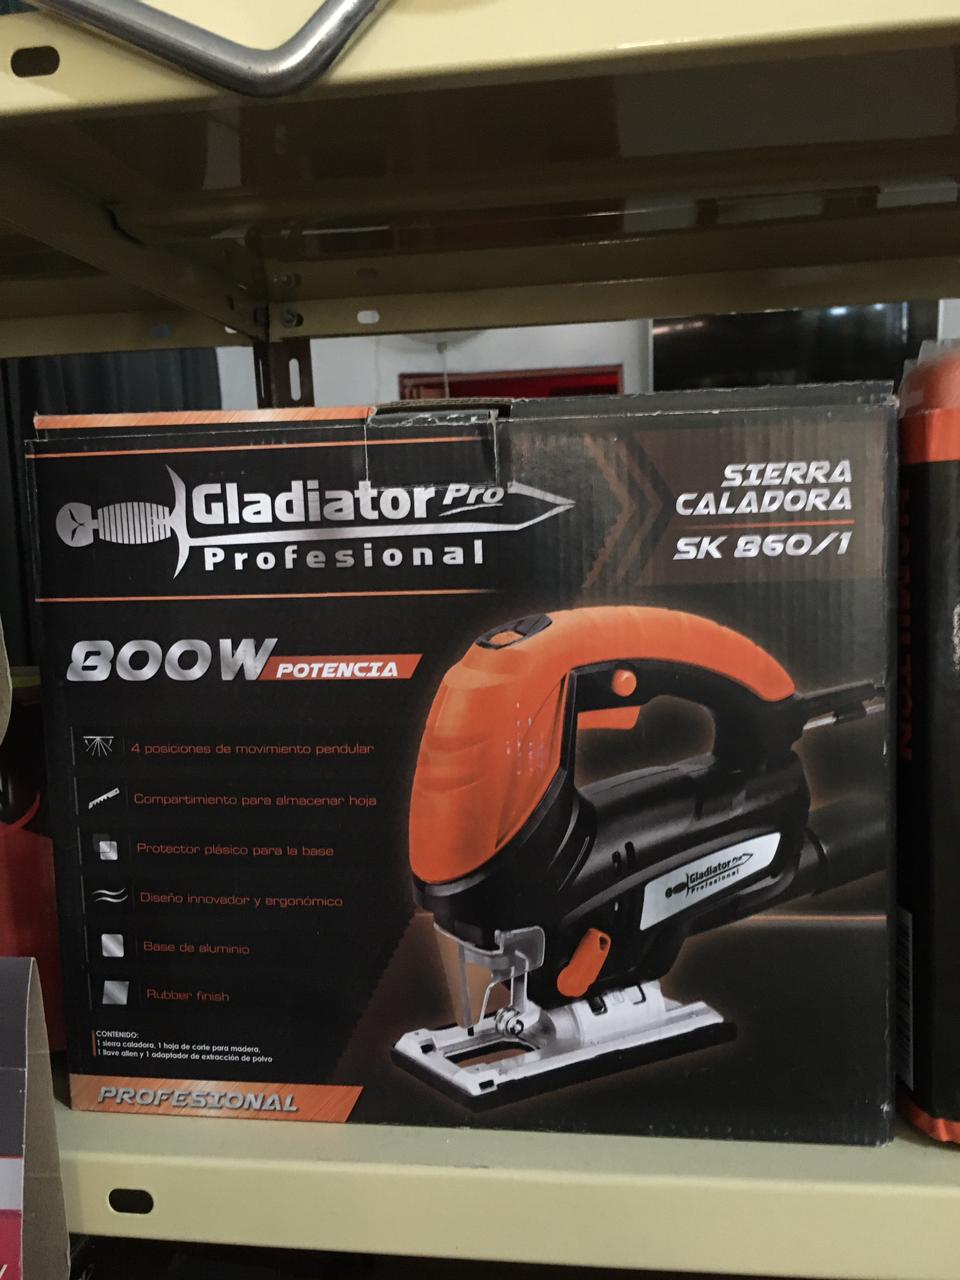 Gladiator Pro
Profesional
SIERRA
CALADORA
SK 860/1
800W POTENCIA
4 posiciones de movimiento pendular
Compartimiento para almacenar hoja
Protector plásico para la base
Diseño innovador y ergonómico
Base de aluminio
Rubber finish
Gladiator Pro
Profesional
CONTENIDO:
1 sierra caladora, 1 hoja de corte para madera,
1 llave allen y 1 adaptador de extracción de polvo
PROFESIONAL